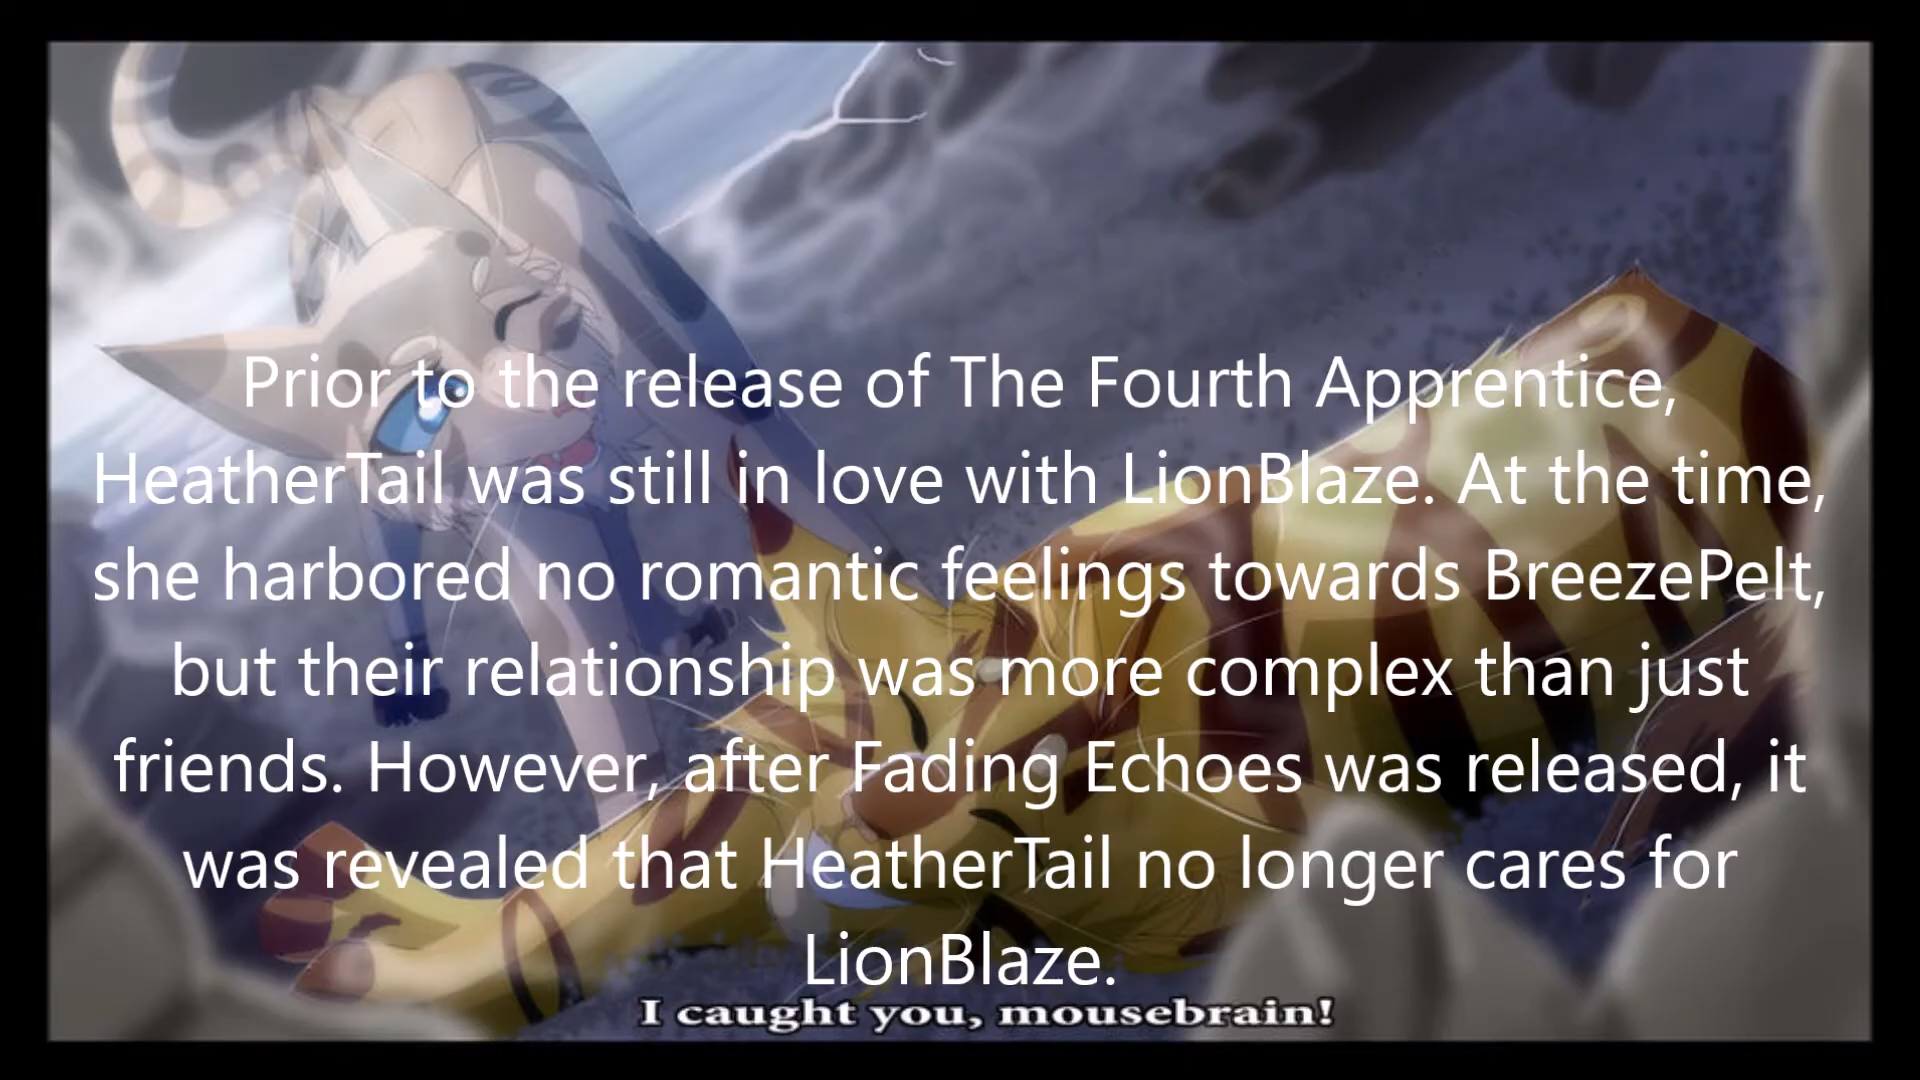 Prior to the release of The Fourth Apprentice,
HeatherTail was still in love with LionBlaze. At the time,
she harbored no romantic feelings towards BreezePelt,
but their relationship was more complex than just
friends. However, after Fading Echoes was released, it
was revealed that HeatherTail no longer cares for
LionBlaze.
I caught you, mousebrain!